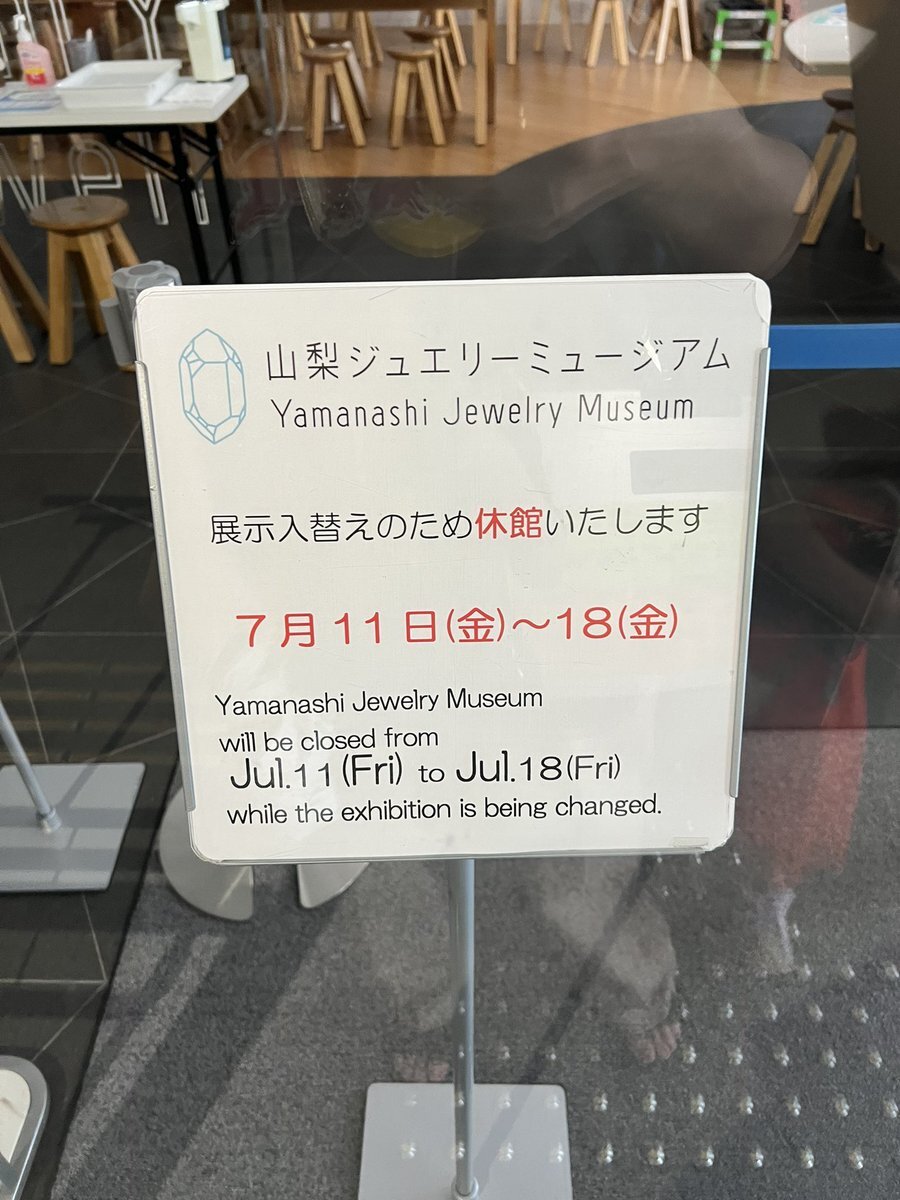 山梨ジュエリーミュージアム
Yamanashi Jewelry Museum
展示入替えのため休館いたします
7月11日(金)～18(金)
Yamanashi Jewelry Museum
will be closed from
Jul.11(Fri) to Jul.18(Fri)
while the exhibition is being changed.